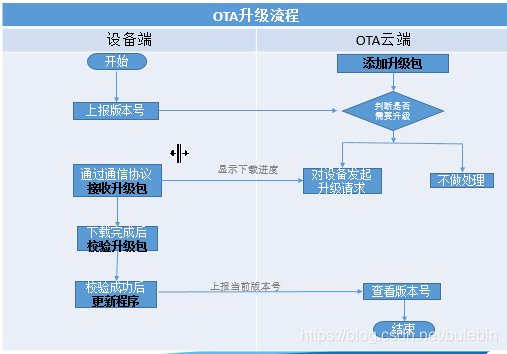 OTA升级流程
设备端
OTA云端
开始
添加升级包
上报版本号
判断是否
需要升级
通过通信协议
接收升级包
显示下载进度
对设备发起
升级请求
不做处理
下载完成后
校验升级包
校验成功后
更新程序
上报当前版本号
查看版本号
结束
https://blog.csdn.net/bulebin